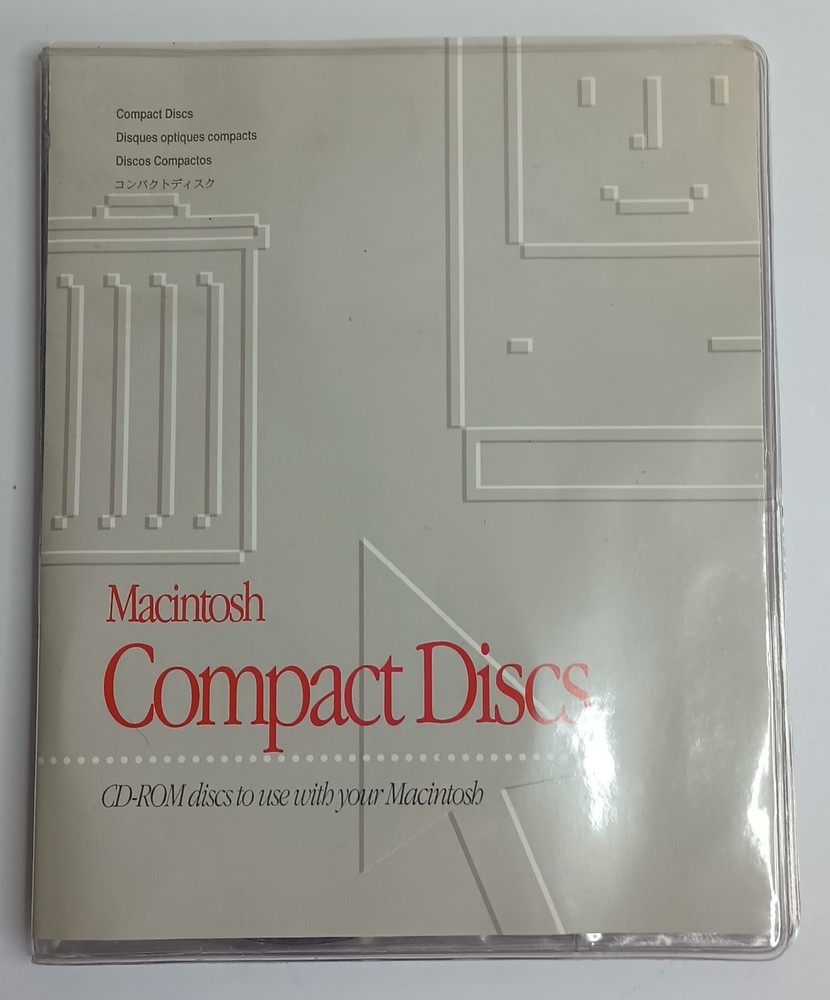 Compact Discs
Disques optiques compacts
Discos Compactos
コンパクトディスク
Macintosh
Compact Discs
CD-ROM discs to use with your Macintosh